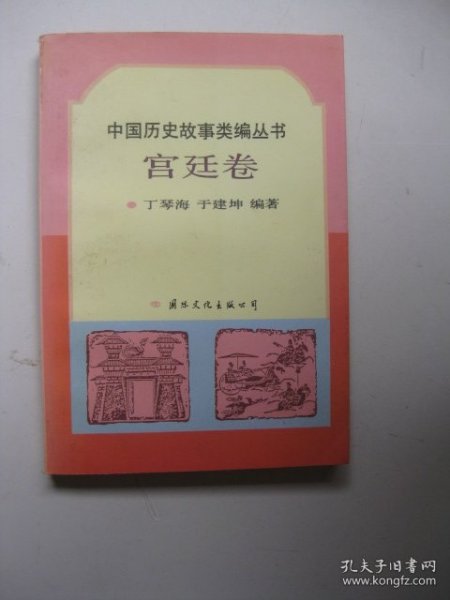 中国历史故事类编丛书
宫廷卷
丁琴海 于建坤 编著
国际文化出版公司
孔夫子旧书网
www.kongfz.com